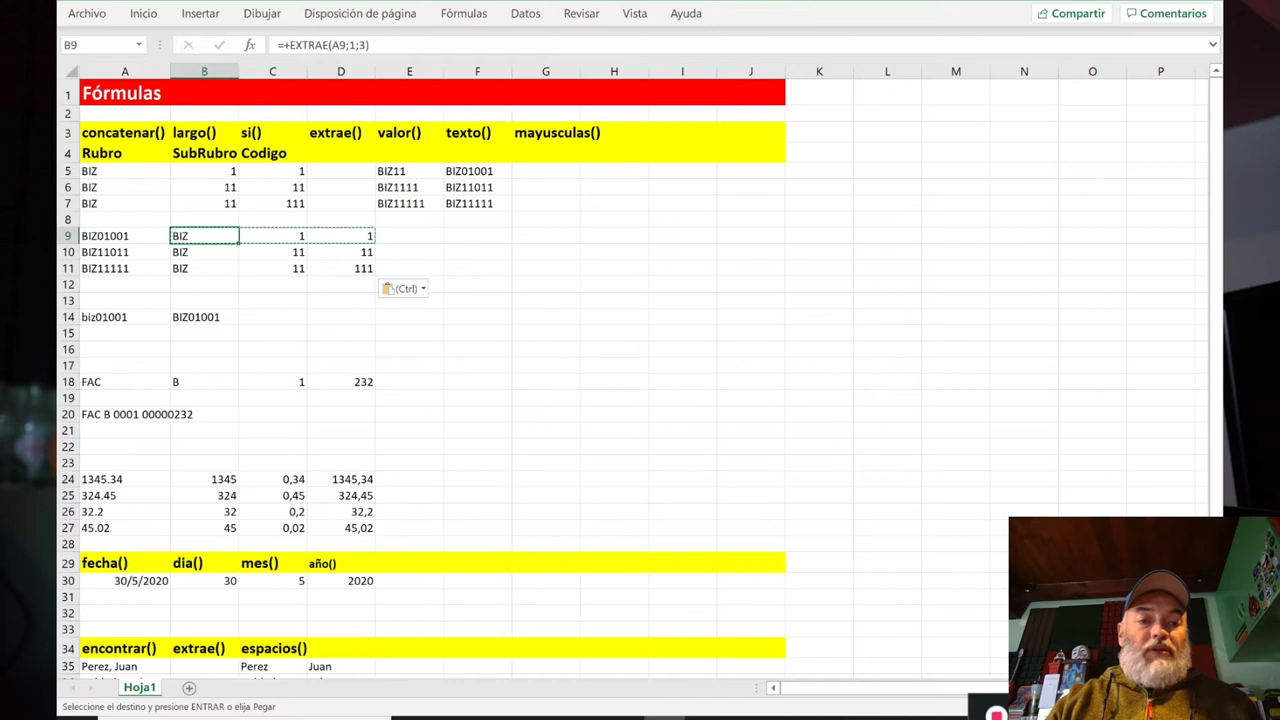 Archivo Inicio Insertar Dibujar Disposición de página Fórmulas Datos Revisar Vista Ayuda Compartir Comentarios
B9 fx =+EXTRAE(A9;1;3)
A B C D E F G H I J K L M N O P
1 Fórmulas
2
3 concatenar() largo() si() extrae() valor() texto() mayusculas()
4 Rubro SubRubro Codigo
5 BIZ 1 1 BIZ11 BIZ01001
6 BIZ 11 11 BIZ1111 BIZ11011
7 BIZ 11 111 BIZ11111 BIZ11111
8
9 BIZ01001 BIZ 1 1
10 BIZ11011 BIZ 11 11
11 BIZ11111 BIZ 11 111
12 (Ctrl)
13
14 biz01001 BIZ01001
15
16
17
18 FAC B 1 232
19
20 FAC B 0001 00000232
21
22
23
24 1345.34 1345 0,34 1345,34
25 324.45 324 0,45 324,45
26 32.2 32 0,2 32,2
27 45.02 45 0,02 45,02
28
29 fecha() dia() mes() año()
30 30/5/2020 30 5 2020
31
32
33
34 encontrar() extrae() espacios()
35 Perez, Juan Perez Juan
Hoja1
Seleccione el destino y presione ENTRAR o elija Pegar